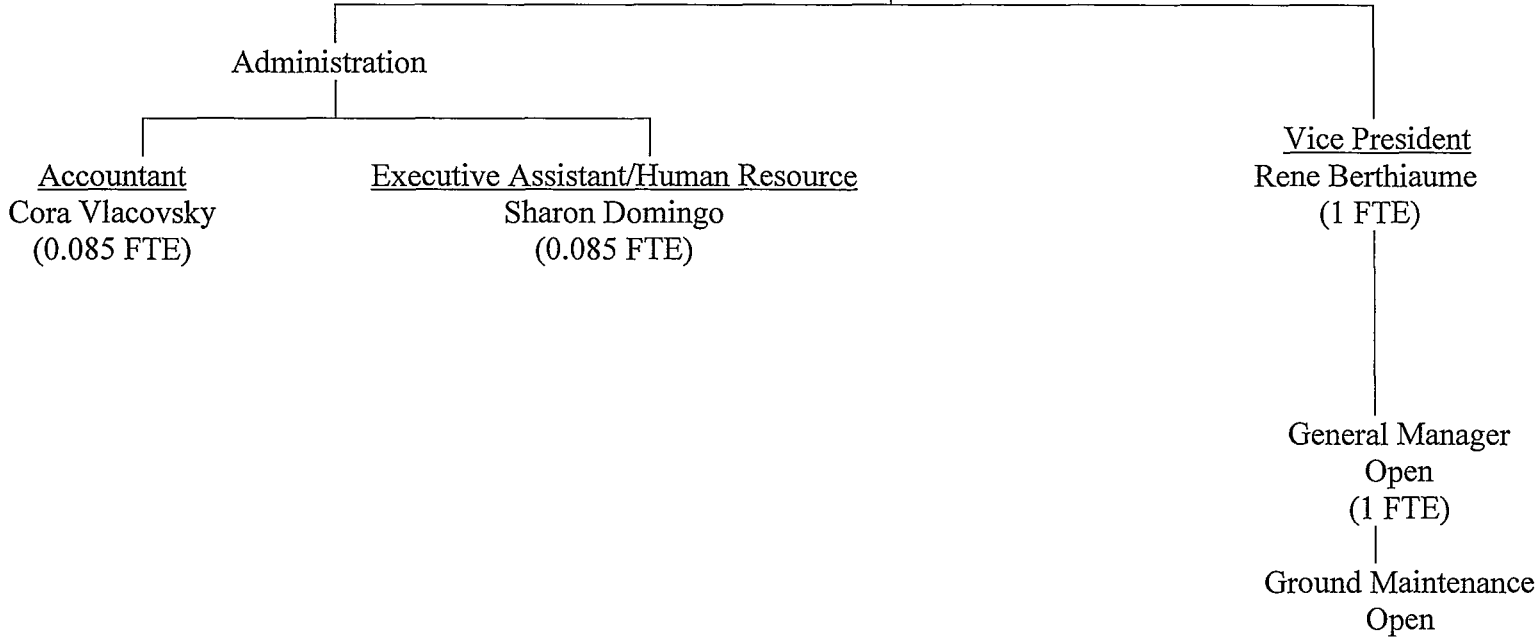 Administration
Accountant
Cora Vlacovsky
(0.085 FTE)
Executive Assistant/Human Resource
Sharon Domingo
(0.085 FTE)
Vice President
Rene Berthiaume
(1 FTE)
General Manager
Open
(1 FTE)
Ground Maintenance
Open